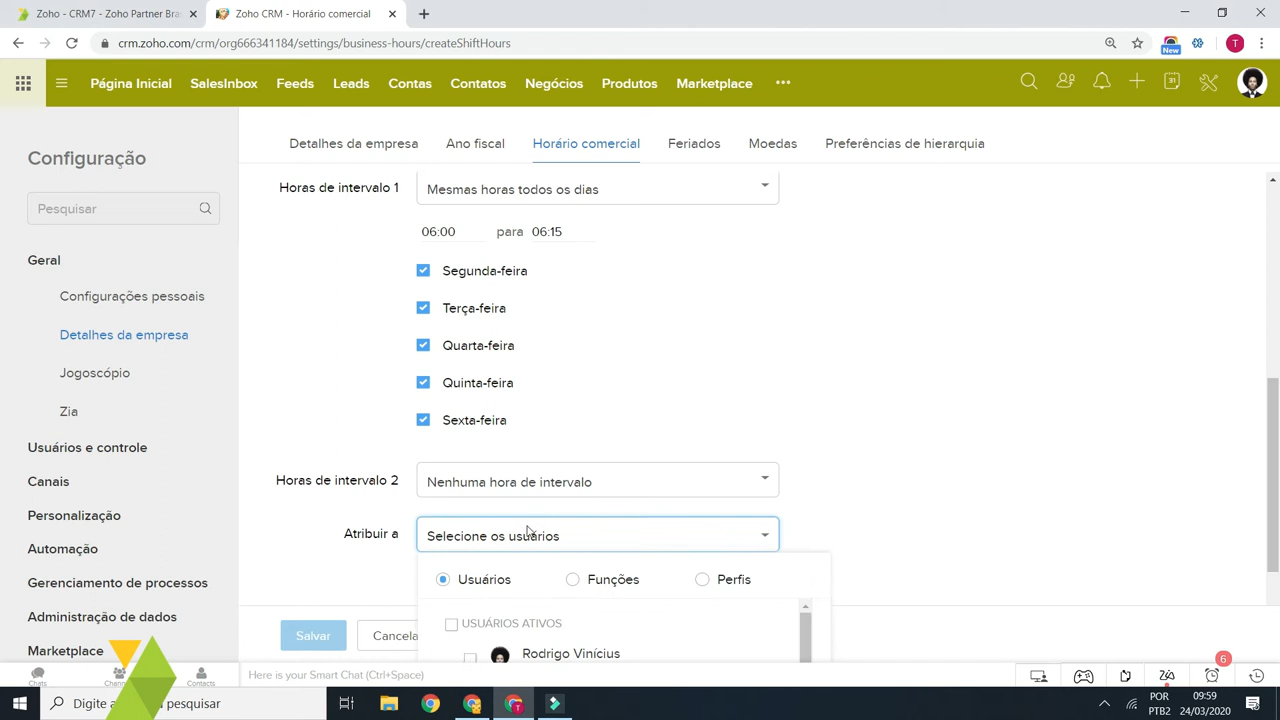 Zoho - CRM7 - Zoho Partner Bra
Zoho CRM - Horário comercial
crm.zoho.com/crm/org666341184/settings/business-hours/createShiftHours
New
T
Página Inicial SalesInbox Feeds Leads Contas Contatos Negócios Produtos Marketplace
Configuração
Pesquisar
Geral
Configurações pessoais
Detalhes da empresa
Jogoscópio
Zia
Usuários e controle
Canais
Personalização
Automação
Gerenciamento de processos
Administração de dados
Marketplace
Detalhes da empresa Ano fiscal Horário comercial Feriados Moedas Preferências de hierarquia
Horas de intervalo 1 Mesmas horas todos os dias
06:00 para 06:15
Segunda-feira
Terça-feira
Quarta-feira
Quinta-feira
Sexta-feira
Horas de intervalo 2 Nenhuma hora de intervalo
Atribuir a Selecione os usuários
Usuários Funções Perfis
USUÁRIOS ATIVOS
Rodrigo Vinícius
Salvar Cancela
Chats Contacts
Here is your Smart Chat (Ctrl+Space)
6
Digite a pesquisar
POR
PTB2
09:59
24/03/2020